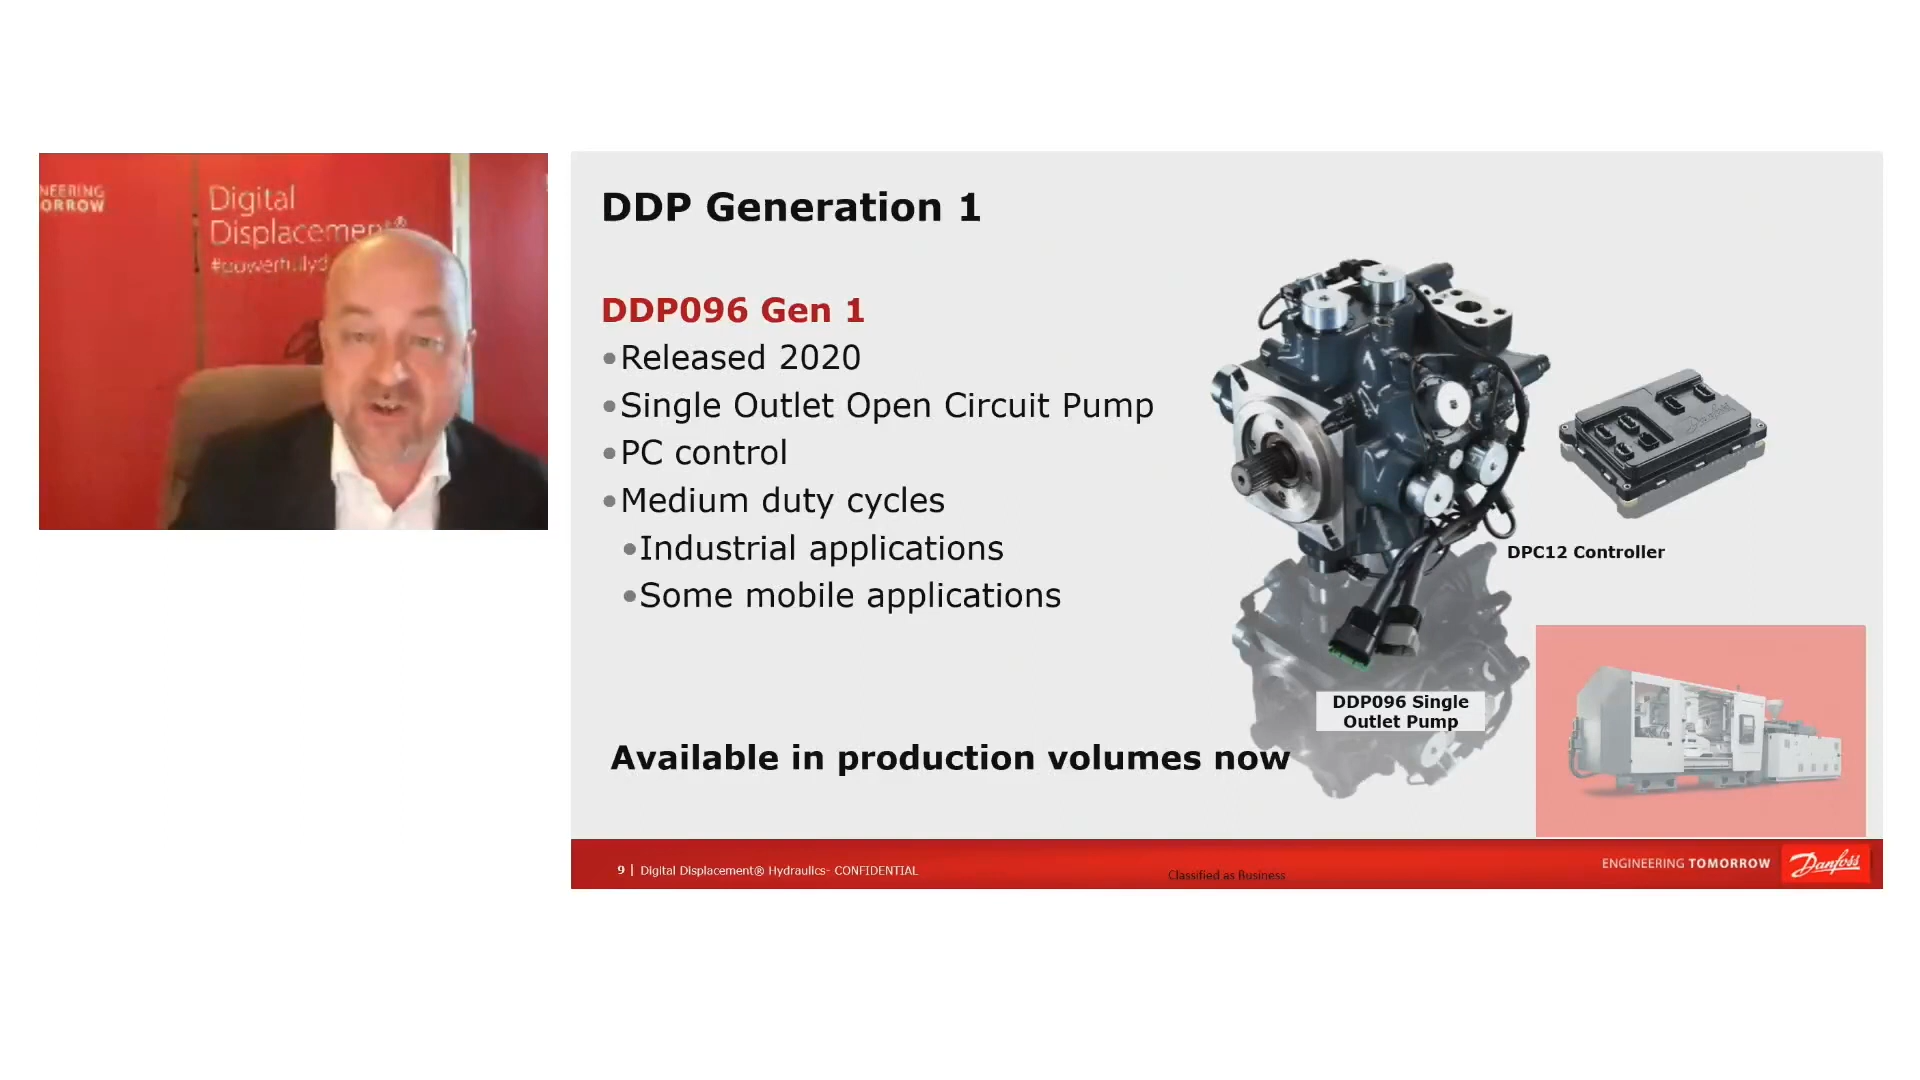 NEERING
ORROW
Digital
Displacement®
#powerfullyd
DDP Generation 1
DDP096 Gen 1
•Released 2020
•Single Outlet Open Circuit Pump
•PC control
•Medium duty cycles
•Industrial applications
•Some mobile applications
Danfoss
DPC12 Controller
DDP096 Single
Outlet Pump
Available in production volumes now
9 | Digital Displacement® Hydraulics- CONFIDENTIAL
Classified as Business
ENGINEERING TOMORROW
Danfoss